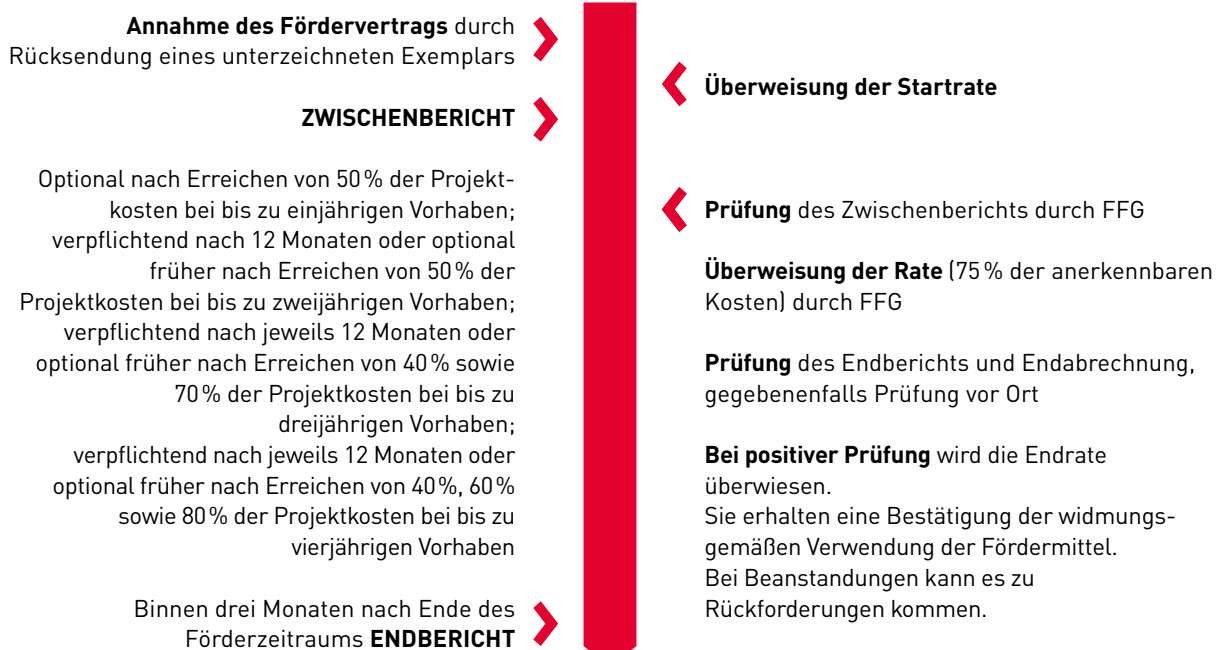 Annahme des Fördervertrags durch
Rücksendung eines unterzeichneten Exemplars
ZWISCHENBERICHT
Optional nach Erreichen von 50 % der Projekt-
kosten bei bis zu einjährigen Vorhaben;
verpflichtend nach 12 Monaten oder optional
früher nach Erreichen von 50 % der
Projektkosten bei bis zu zweijährigen Vorhaben;
verpflichtend nach jeweils 12 Monaten oder
optional früher nach Erreichen von 40 % sowie
70 % der Projektkosten bei bis zu
dreijährigen Vorhaben;
verpflichtend nach jeweils 12 Monaten oder
optional früher nach Erreichen von 40 %, 60 %
sowie 80 % der Projektkosten bei bis zu
vierjährigen Vorhaben
Binnen drei Monaten nach Ende des
Förderzeitraums ENDBERICHT
Überweisung der Startrate
Prüfung des Zwischenberichts durch FFG
Überweisung der Rate (75 % der anerkennbaren
Kosten) durch FFG
Prüfung des Endberichts und Endabrechnung,
gegebenenfalls Prüfung vor Ort
Bei positiver Prüfung wird die Endrate
überwiesen.
Sie erhalten eine Bestätigung der widmungs-
gemäßen Verwendung der Fördermittel.
Bei Beanstandungen kann es zu
Rückforderungen kommen.